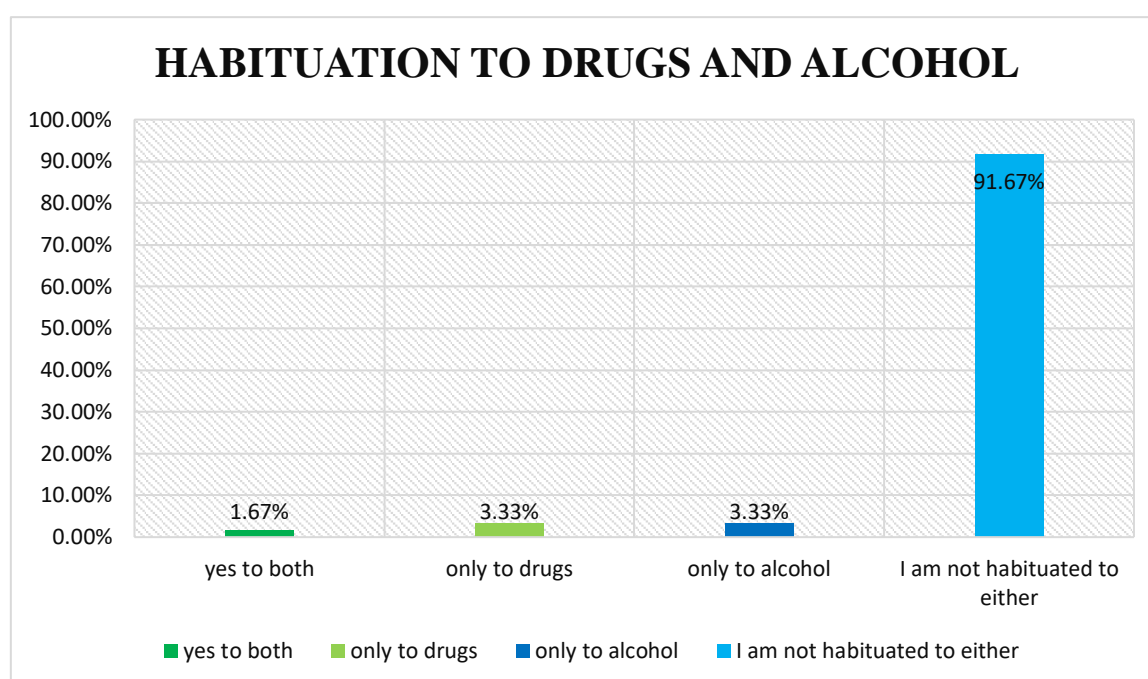 HABITUATION TO DRUGS AND ALCOHOL
100.00%
90.00%
80.00%
70.00%
60.00%
50.00%
40.00%
30.00%
20.00%
10.00%
0.00%
1.67%
3.33%
3.33%
91.67%
yes to both
only to drugs
only to alcohol
I am not habituated to
either
yes to both
only to drugs
only to alcohol
I am not habituated to either